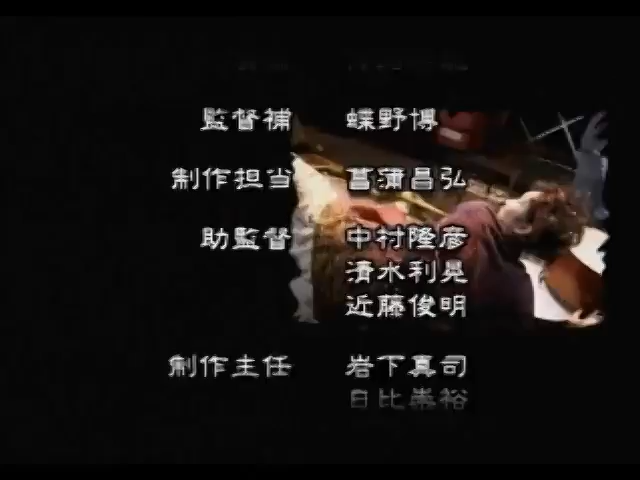 監督補 蝶野博
制作担当 菖蒲昌弘
助監督 中村隆彦
清水利晃
近藤俊明
制作主任 岩下真司
日比崇裕